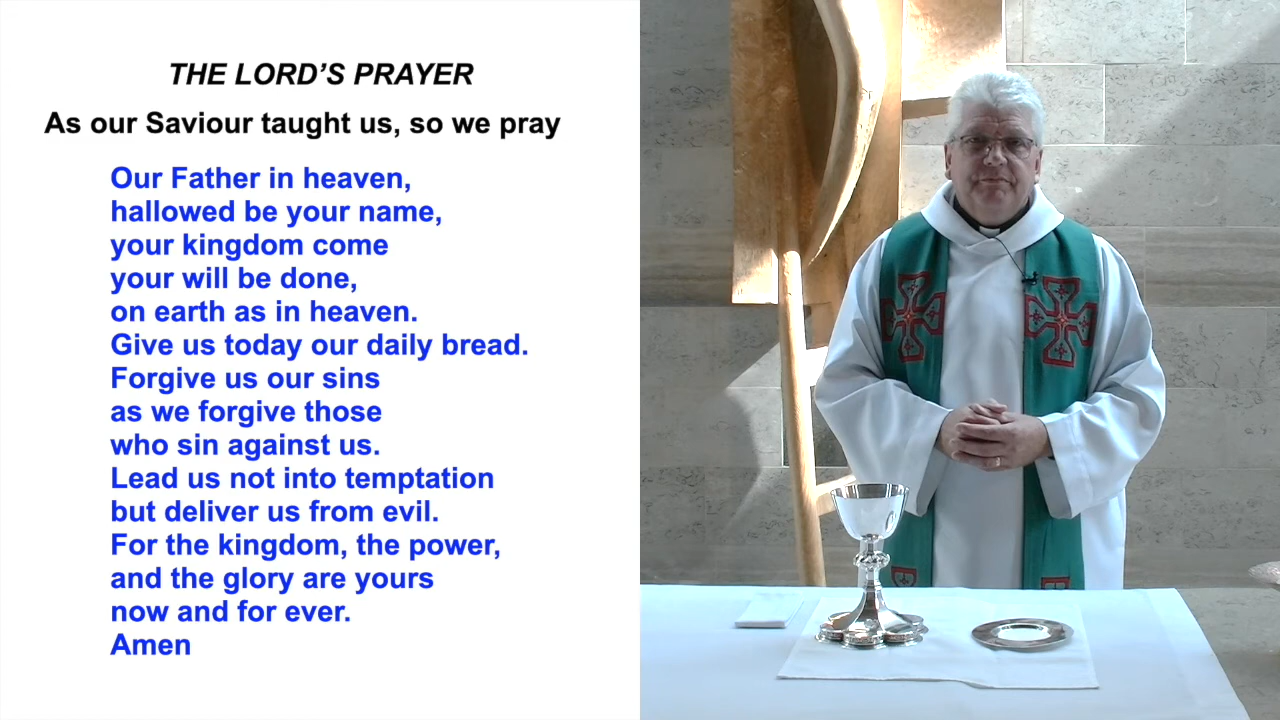 THE LORD’S PRAYER
As our Saviour taught us, so we pray
Our Father in heaven,
hallowed be your name,
your kingdom come
your will be done,
on earth as in heaven.
Give us today our daily bread.
Forgive us our sins
as we forgive those
who sin against us.
Lead us not into temptation
but deliver us from evil.
For the kingdom, the power,
and the glory are yours
now and for ever.
Amen